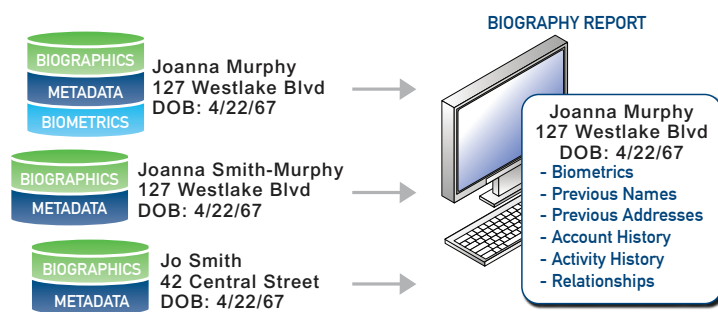 BIOGRAPHY REPORT
BIOGRAPHICS
METADATA
BIOMETRICS
Joanna Murphy
127 Westlake Blvd
DOB: 4/22/67
BIOGRAPHICS
METADATA
Joanna Smith-Murphy
127 Westlake Blvd
DOB: 4/22/67
BIOGRAPHICS
METADATA
Jo Smith
42 Central Street
DOB: 4/22/67
Joanna Murphy
127 Westlake Blvd
DOB: 4/22/67
- Biometrics
- Previous Names
- Previous Addresses
- Account History
- Activity History
- Relationships